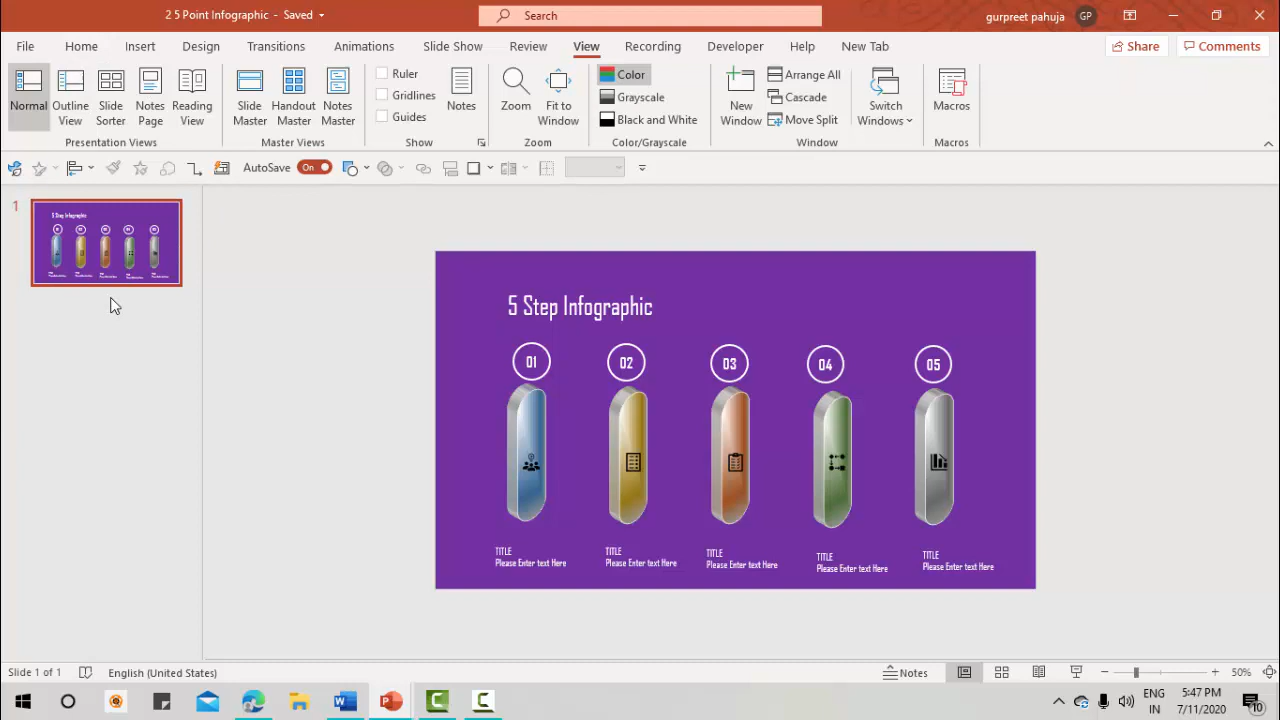 2 5 Point Infographic - Saved
Search
gurpreet pahuja GP
File Home Insert Design Transitions Animations Slide Show Review View Recording Developer Help New Tab Share Comments
Normal
Outline View
Slide Sorter
Notes Page
Reading View
Presentation Views
Slide Master
Handout Master
Notes Master
Master Views
Ruler
Gridlines
Guides
Notes
Show
Zoom
Fit to Window
Zoom
Color
Grayscale
Black and White
Color/Grayscale
New Window
Arrange All
Cascade
Move Split
Switch Windows
Window
Macros
Macros
AutoSave On
1
5 Step Infographic
5 Step Infographic
01 02 03 04 05
TITLE
Please Enter text Here
TITLE
Please Enter text Here
TITLE
Please Enter text Here
TITLE
Please Enter text Here
TITLE
Please Enter text Here
Slide 1 of 1 English (United States) Notes 50%
ENG
IN
5:47 PM
7/11/2020
10